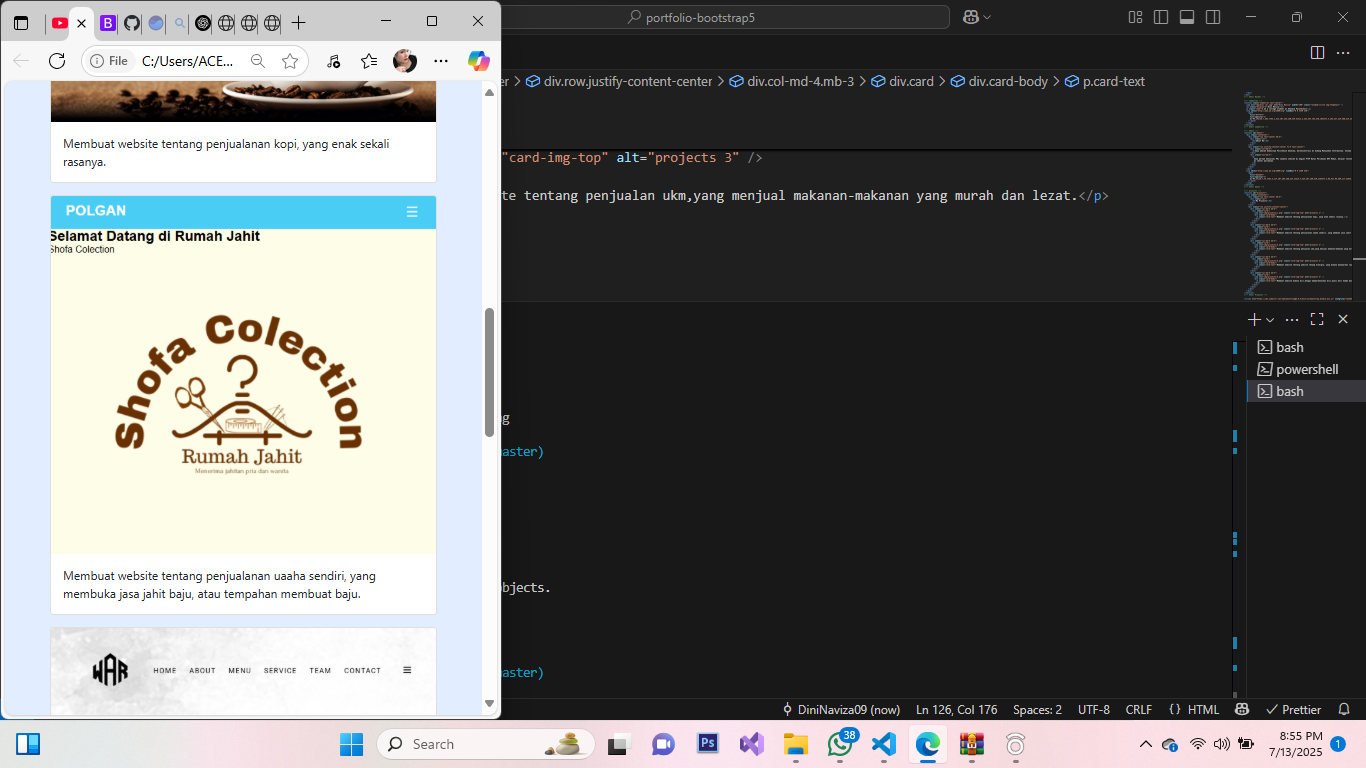 portfolio-bootstrap5
File
C:/Users/ACE...
er > div.row.justify-content-center > div.col-md-4.mb-3 > div.card > div.card-body > p.card-text
Membuat website tentang penjualanan kopi, yang enak sekali
rasanya.
POLGAN
Selamat Datang di Rumah Jahit
Shofa Colection
Shofa Colection
Rumah Jahit
Menerima jahitan pria dan wanita
Membuat website tentang penjualanan uaaha sendiri, yang
membuka jasa jahit baju, atau tempahan membuat baju.
WAR
HOME ABOUT MENU SERVICE TEAM CONTACT
"card-img-top" alt="projects 3" />
te tentang penjualan ukm,yang menjual makanan-makanan yang murah dan lezat.</p>
bash
powershell
bash
ng
aster)
bjects.
aster)
DiniNaviza09 (now) Ln 126, Col 176 Spaces: 2 UTF-8 CRLF {} HTML Prettier
Search
Ps
38
8:55 PM
7/13/2025
1